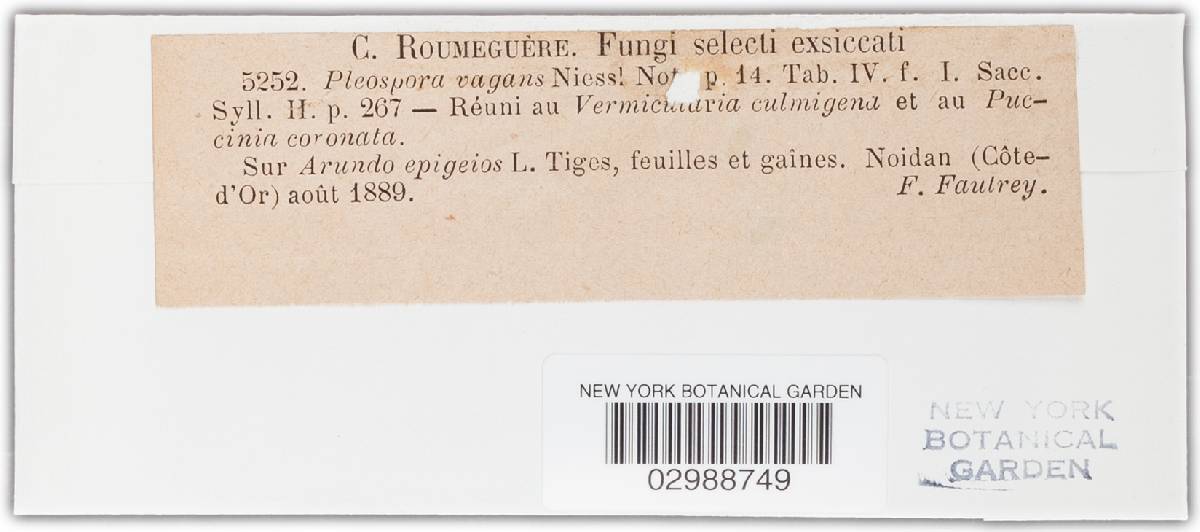 C. ROUMEGUÈRE. Fungi selecti exsiccati
5252. Pleospora vagans Niessl Not p. 14. Tab. IV. f. I. Sacc.
Syll. II. p. 267 — Réuni au Vermicularia culmigena et au Puc-
cinia coronata.
Sur Arundo epigeios L. Tiges, feuilles et gaînes. Noidan (Côte-
d'Or) août 1889. F. Fautrey.
NEW YORK BOTANICAL GARDEN
02988749
NEW YORK
BOTANICAL
GARDEN